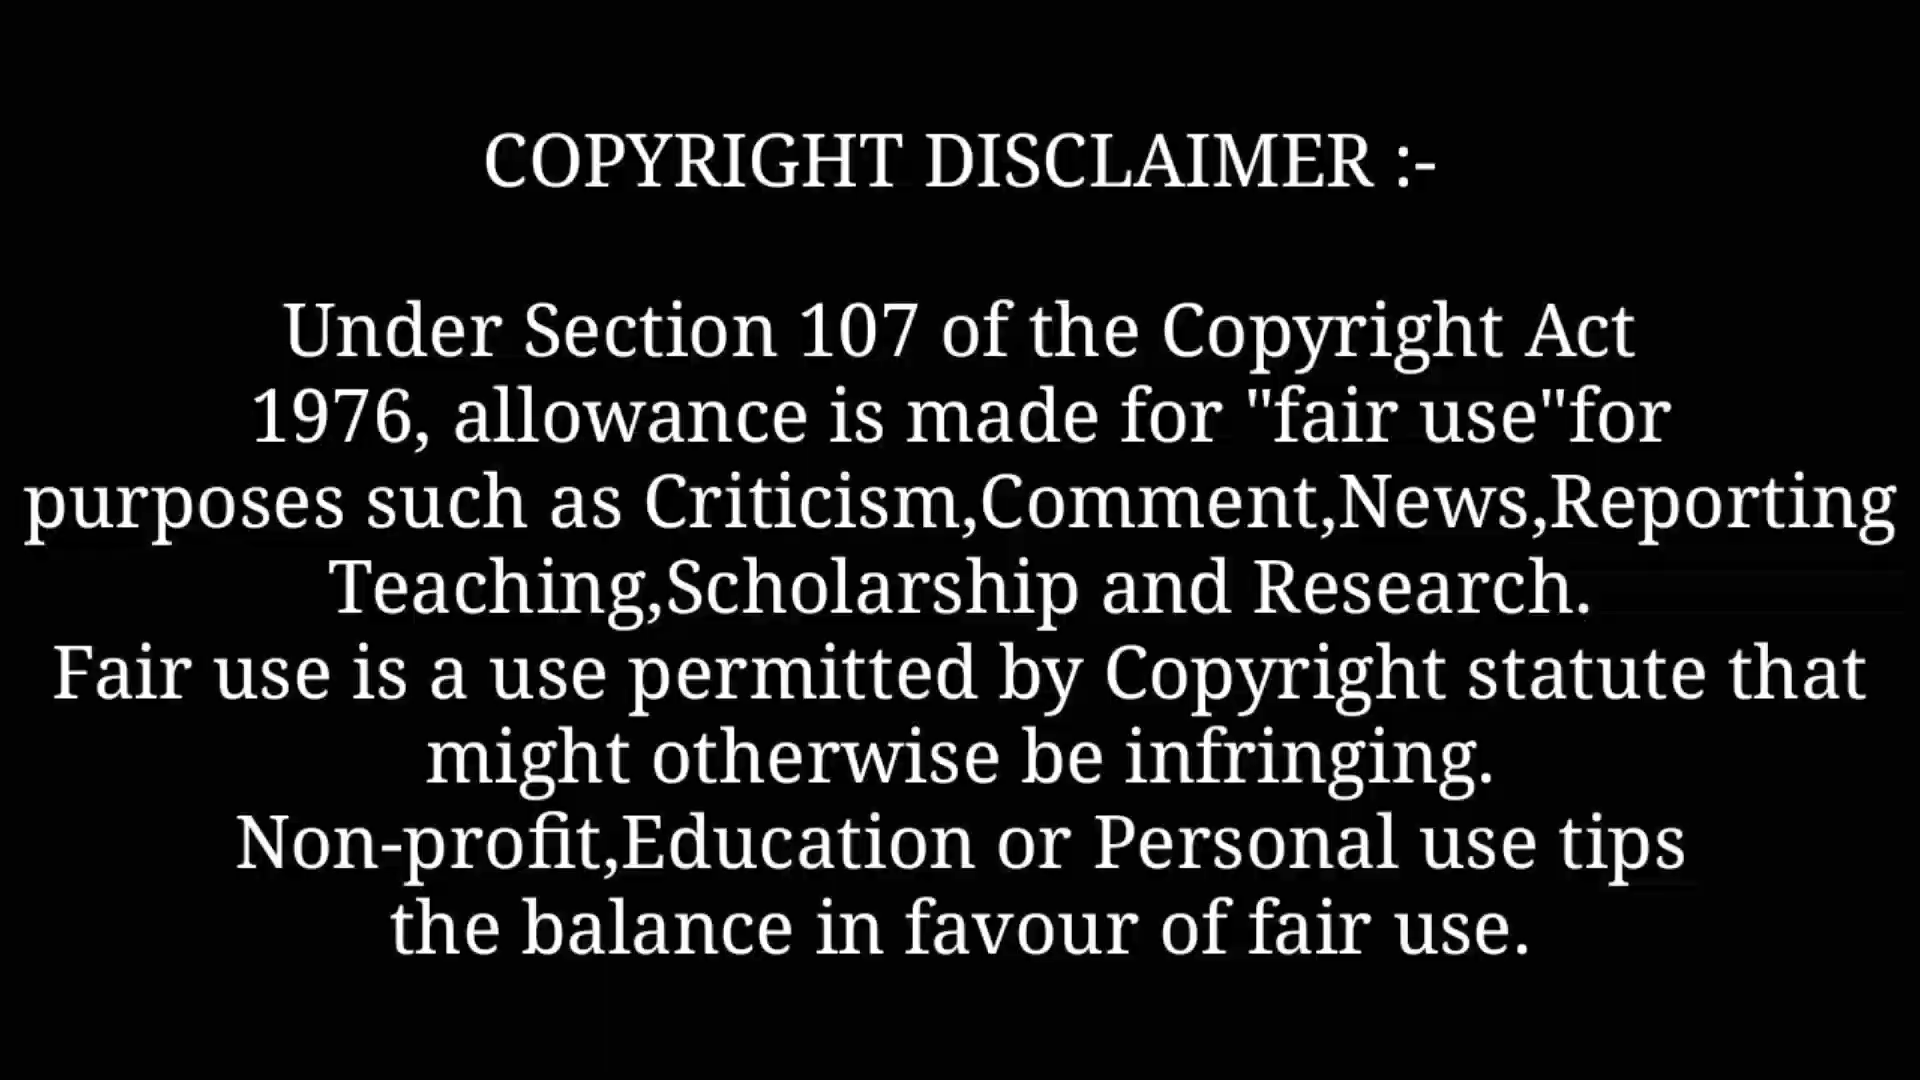 COPYRIGHT DISCLAIMER :-
Under Section 107 of the Copyright Act
1976, allowance is made for "fair use"for
purposes such as Criticism,Comment,News,Reporting
Teaching,Scholarship and Research.
Fair use is a use permitted by Copyright statute that
might otherwise be infringing.
Non-profit,Education or Personal use tips
the balance in favour of fair use.